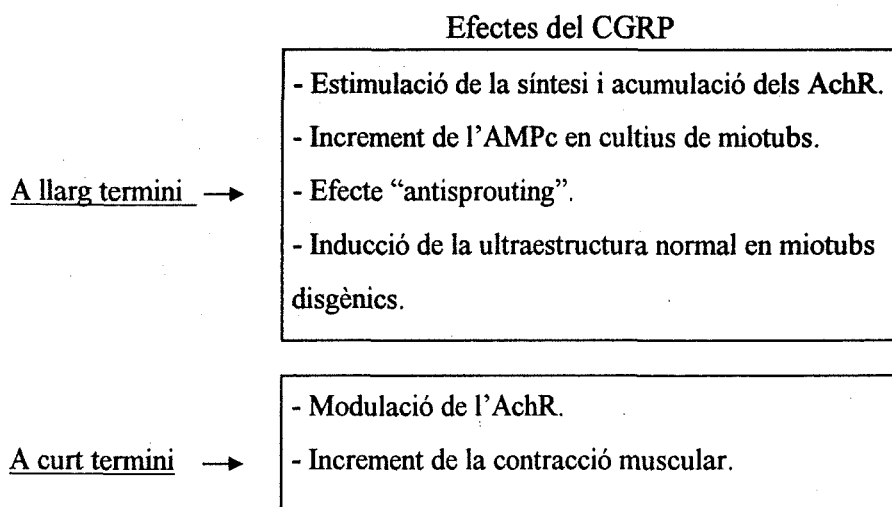 Efectes del CGRP
- Estimulació de la síntesi i acumulació dels AchR.
- Increment de l'AMPc en cultius de miotubs.
A llarg termini →
- Efecte “antisprouting”.
- Inducció de la ultraestructura normal en miotubs
disgènics.
- Modulació de l'AchR.
A curt termini →
- Increment de la contracció muscular.